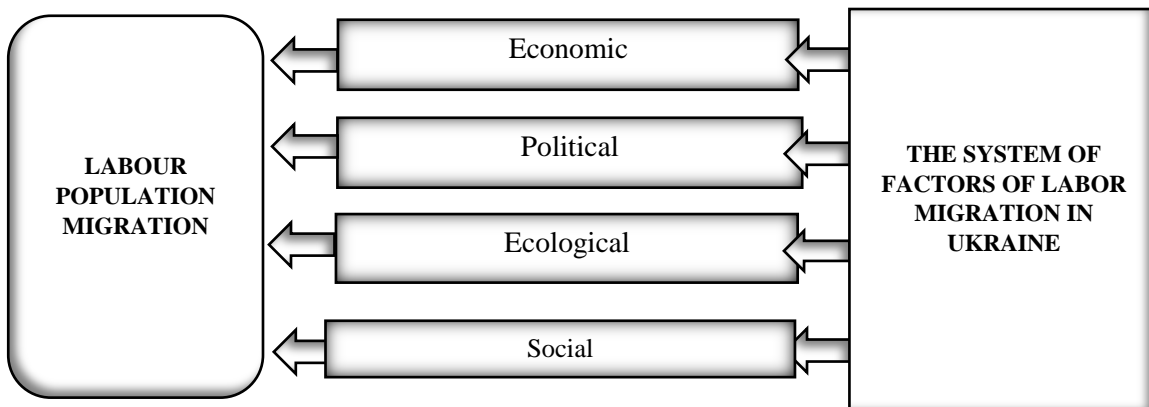 LABOUR
POPULATION
MIGRATION
Economic
Political
Ecological
Social
THE SYSTEM OF
FACTORS OF LABOR
MIGRATION IN
UKRAINE